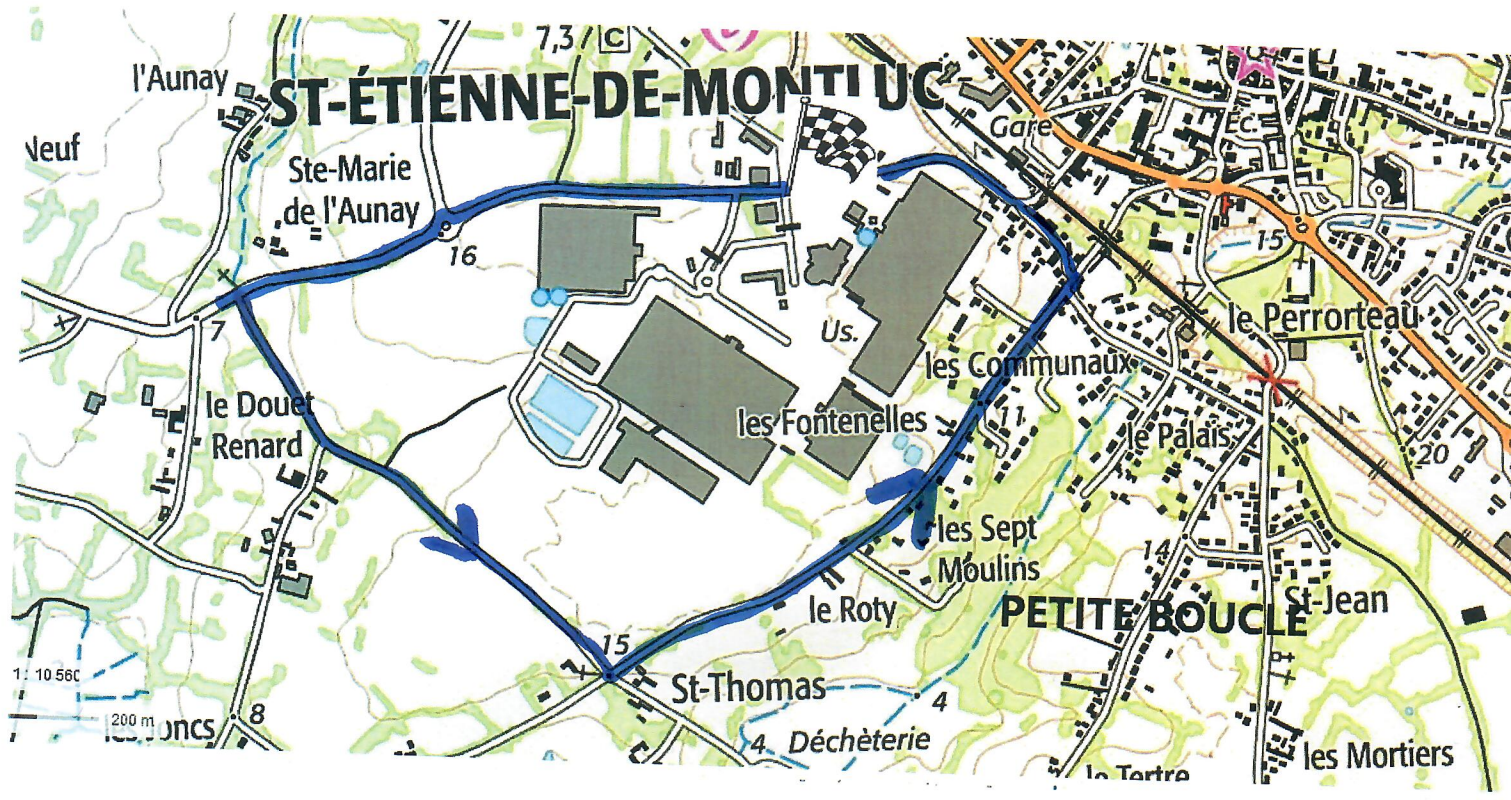 7,3 C
l'Aunay
ST-ÉTIENNE-DE-MONTLUC
Gare
Éc.
Neuf
Ste-Marie
de l'Aunay
16
15
7
Us.
le Perrorteau
les Communaux
le Douet
Renard
les Fontenelles
11
le Palais
20
les Sept
Moulins
14
le Roty
PETITE BOUCLE
St-Jean
15
St-Thomas
1: 10 560
200 m
8
4
4
Déchèterie
les Mortiers
le Tertre